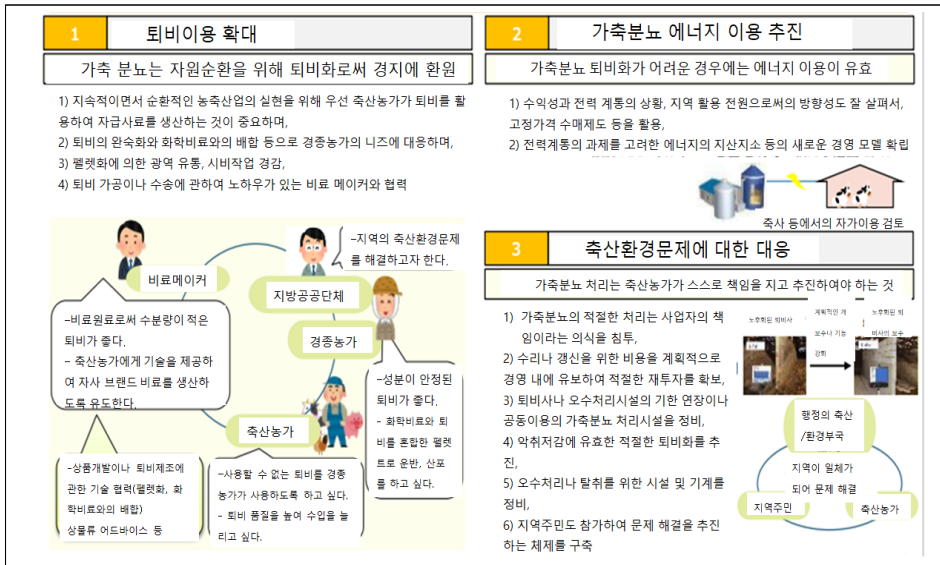 1
퇴비이용 확대
가축 분뇨는 자원순환을 위해 퇴비화로써 경지에 환원
1) 지속적이면서 순환적인 농축산업의 실현을 위해 우선 축산농가가 퇴비를 활
용하여 자급사료를 생산하는 것이 중요하며,
2) 퇴비의 완숙화와 화학비료와의 배합 등으로 경종농가의 니즈에 대응하며,
3) 펠렛화에 의한 광역 유통, 시비작업 경감,
4) 퇴비 가공이나 수송에 관하여 노하우가 있는 비료 메이커와 협력
비료메이커
-지역의 축산환경문제
를 해결하고자 한다.
지방공공단체
경종농가
-비료원료로써 수분량이 적은
퇴비가 좋다.
- 축산농가에게 기술을 제공하
여 자사 브랜드 비료를 생산하
도록 유도한다.
-성분이 안정된
퇴비가 좋다.
- 화학비료와 퇴
비를 혼합한 펠렛
트로 운반, 산포
를 하고 싶다.
축산농가
-상품개발이나 퇴비제조에
관한 기술 협력(펠렛화, 화
학비료와의 배합)
상물류 어드바이스 등
-사용할 수 없는 퇴비를 경종
농가가 사용하도록 하고 싶다.
- 퇴비 품질을 높여 수입을 늘
리고 싶다.
2
가축분뇨 에너지 이용 추진
가축분뇨 퇴비화가 어려운 경우에는 에너지 이용이 유효
1) 수익성과 전력 계통의 상황, 지역 활용 전원으로써의 방향성도 잘 살펴서,
고정가격 수매제도 등을 활용,
2) 전력계통의 과제를 고려한 에너지의 지산지소 등의 새로운 경영 모델 확립
축사 등에서의 자가이용 검토
3
축산환경문제에 대한 대응
가축분뇨 처리는 축산농가가 스스로 책임을 지고 추진하여야 하는 것
1) 가축분뇨의 적절한 처리는 사업자의 책
임이라는 의식을 침투,
2) 수리나 갱신을 위한 비용을 계획적으로
경영 내에 유보하여 적절한 재투자를 확보,
3) 퇴비사나 오수처리시설의 기한 연장이나
공동이용의 가축분뇨 처리시설을 정비,
4) 악취저감에 유효한 적절한 퇴비화를 추
진,
5) 오수처리나 탈취를 위한 시설 및 기계를
정비,
6) 지역주민도 참가하여 문제 해결을 추진
하는 체제를 구축
노후화된 퇴비사
계획적인 개
보수나 기능
강화
노후화된 퇴
비사의 보수
행정의 축산
/환경부국
지역이 일체가
되어 문제 해결
지역주민
축산농가